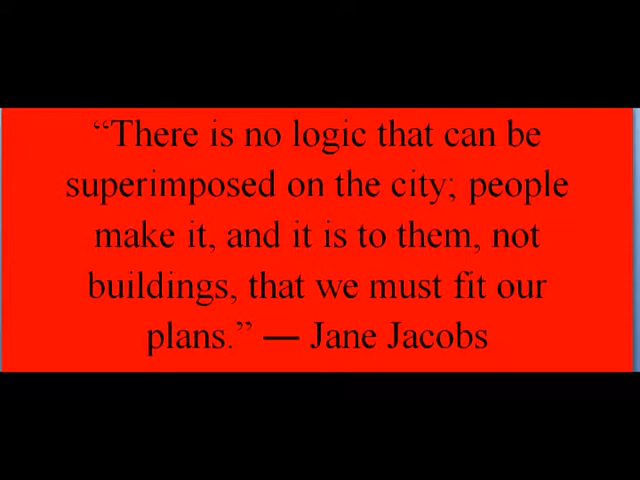 “There is no logic that can be
superimposed on the city; people
make it, and it is to them, not
buildings, that we must fit our
plans.” — Jane Jacobs